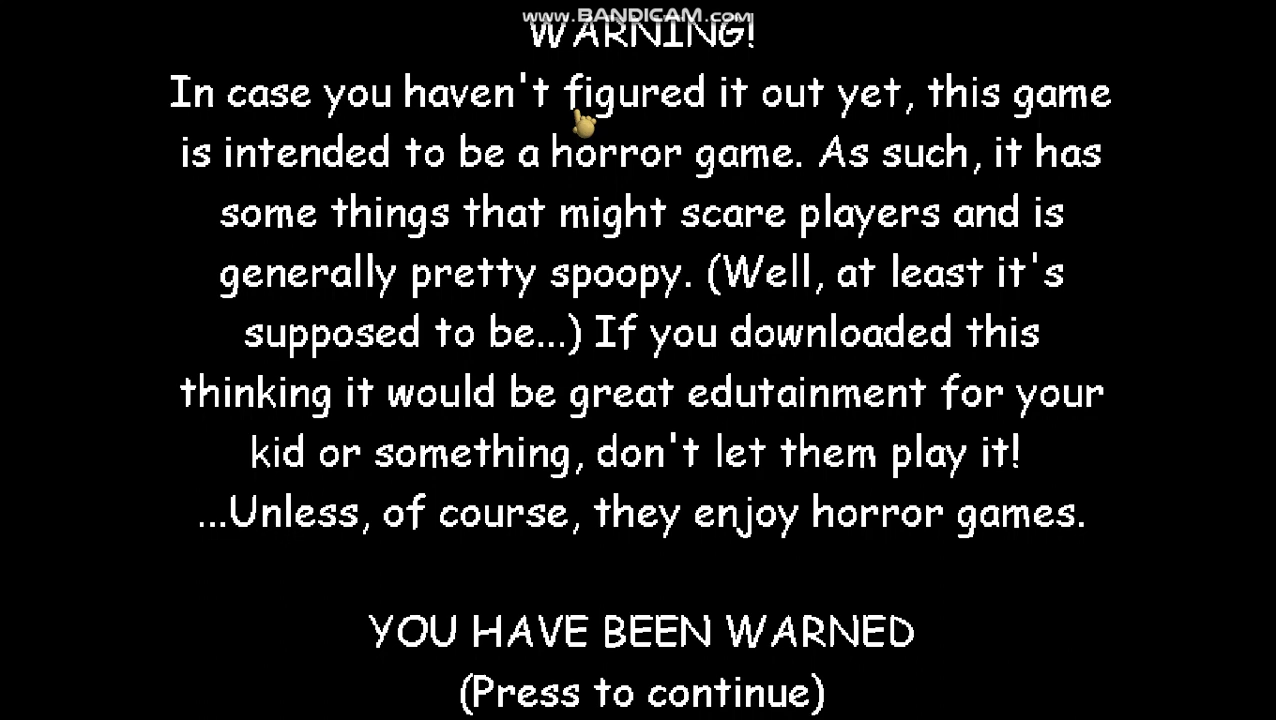 www.BANDICAM.com
WARNING!
In case you haven't figured it out yet, this game
is intended to be a horror game. As such, it has
some things that might scare players and is
generally pretty spoopy. (Well, at least it's
supposed to be...) If you downloaded this
thinking it would be great edutainment for your
kid or something, don't let them play it!
...Unless, of course, they enjoy horror games.
YOU HAVE BEEN WARNED
(Press to continue)